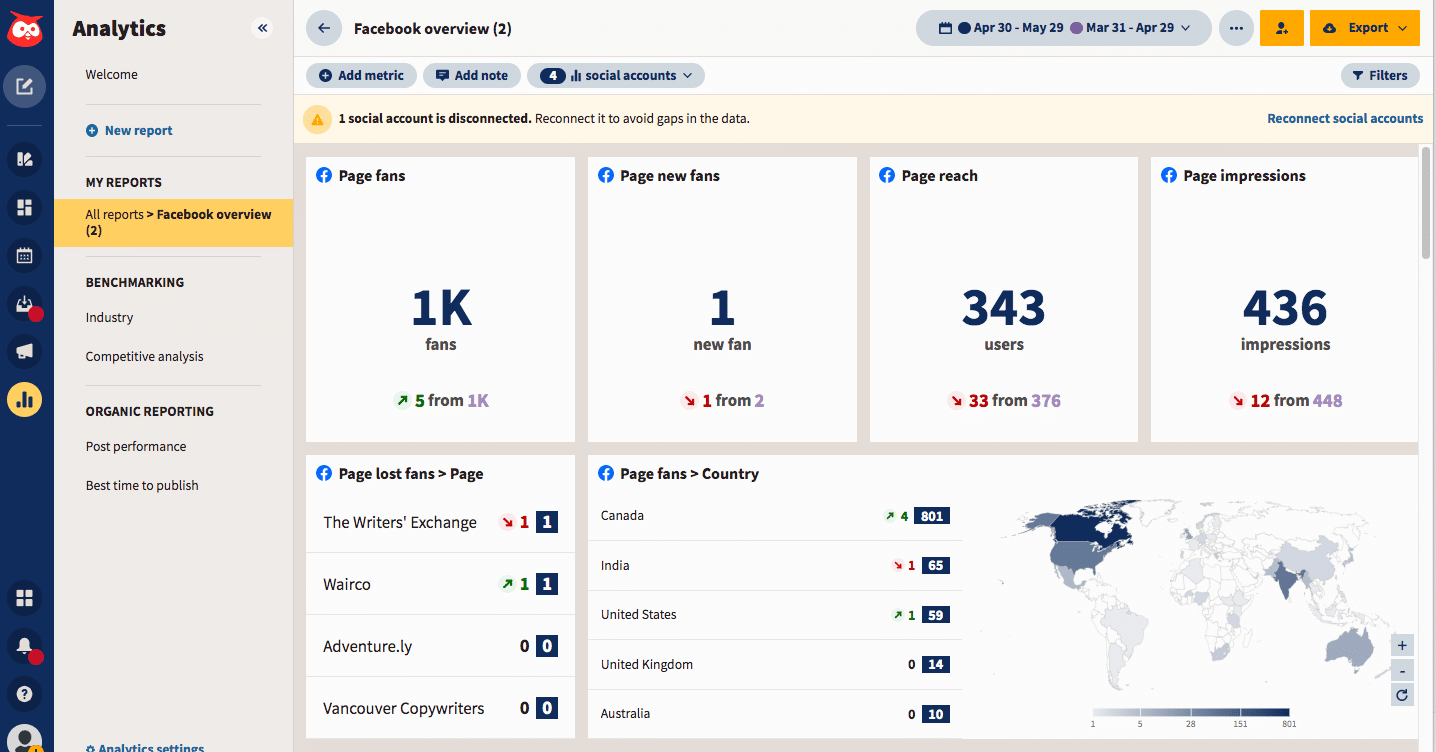 Analytics
Welcome
New report
MY REPORTS
All reports > Facebook overview
(2)
BENCHMARKING
Industry
Competitive analysis
ORGANIC REPORTING
Post performance
Best time to publish
Analytics settings
Facebook overview (2)
Apr 30 - May 29 Mar 31 - Apr 29
Export
Add metric
Add note
4 social accounts
Filters
1 social account is disconnected. Reconnect it to avoid gaps in the data.
Reconnect social accounts
Page fans
1K
fans
5 from 1K
Page new fans
1
new fan
1 from 2
Page reach
343
users
33 from 376
Page impressions
436
impressions
12 from 448
Page lost fans > Page
The Writers' Exchange 1 1
Wairco 1 1
Adventure.ly 0 0
Vancouver Copywriters 0 0
Page fans > Country
Canada 4 801
India 1 65
United States 1 59
United Kingdom 0 14
Australia 0 10
+
-
1 5 28 151 801